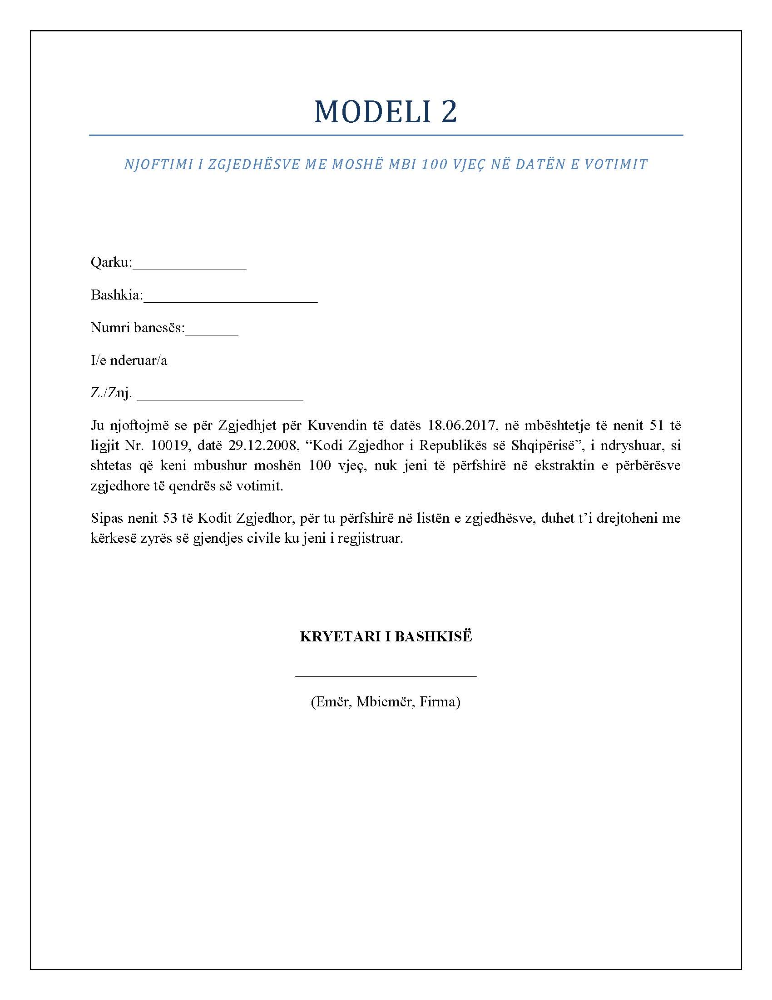 MODELI 2
NJOFTIMI I ZGJEDHËSVE ME MOSHË MBI 100 VJEÇ NË DATËN E VOTIMIT
Qarku:_______________
Bashkia:_______________________
Numri banesës:_______
I/e nderuar/a
Z./Znj. ______________________
Ju njoftojmë se për Zgjedhjet për Kuvendin të datës 18.06.2017, në mbështetje të nenit 51 të
ligjit Nr. 10019, datë 29.12.2008, “Kodi Zgjedhor i Republikës së Shqipërisë”, i ndryshuar, si
shtetas që keni mbushur moshën 100 vjeç, nuk jeni të përfshirë në ekstraktin e përbërësve
zgjedhore të qendrës së votimit.
Sipas nenit 53 të Kodit Zgjedhor, për tu përfshirë në listën e zgjedhësve, duhet t’i drejtoheni me
kërkesë zyrës së gjendjes civile ku jeni i regjistruar.
KRYETARI I BASHKISË
________________________
(Emër, Mbiemër, Firma)